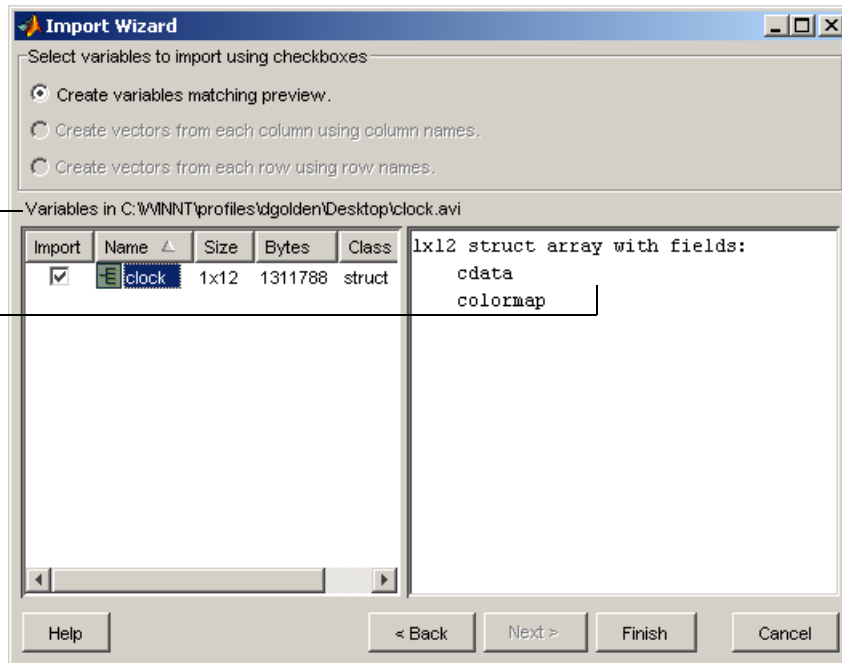 Import Wizard
Select variables to import using checkboxes
Create variables matching preview.
Create vectors from each column using column names.
Create vectors from each row using row names.
Variables in C:\WINNT\profiles\dgolden\Desktop\clock.avi
Import Name Size Bytes Class
clock 1x12 1311788 struct
1x12 struct array with fields:
cdata
colormap
Help < Back Next > Finish Cancel